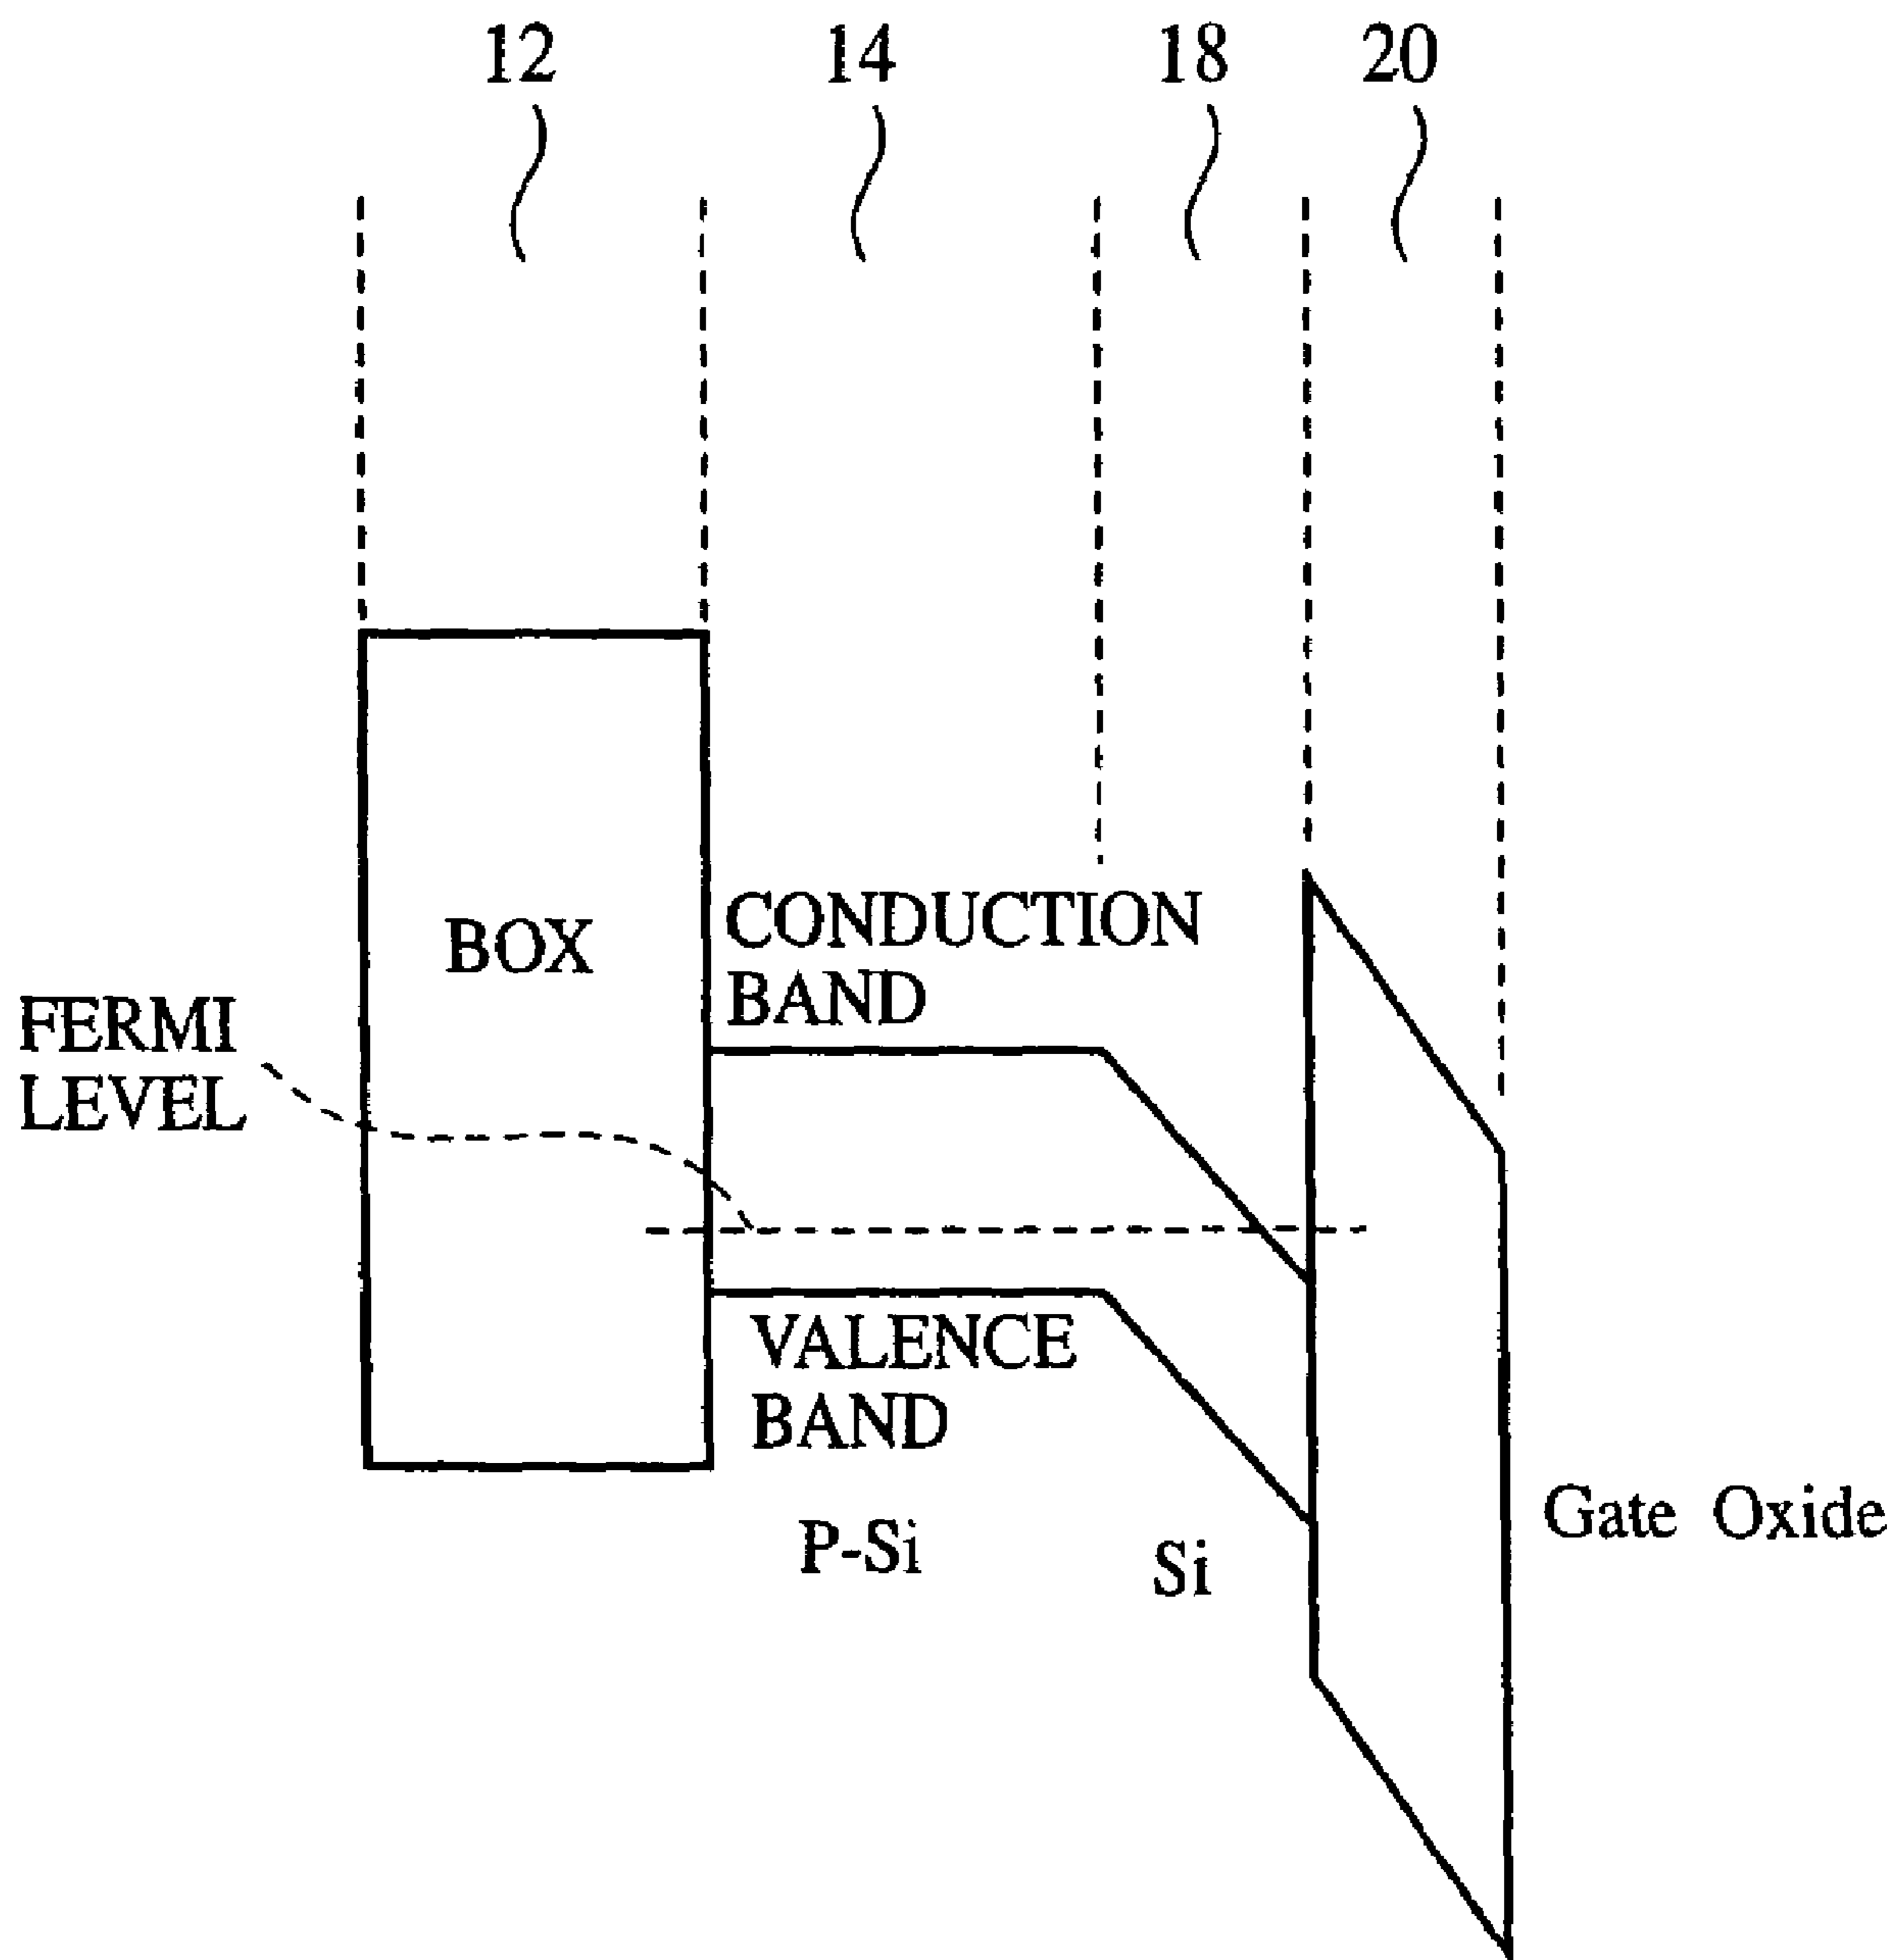 12 14 18 20
BOX
CONDUCTION
BAND
FERMI
LEVEL
VALENCE
BAND
P-Si
Si
Gate Oxide